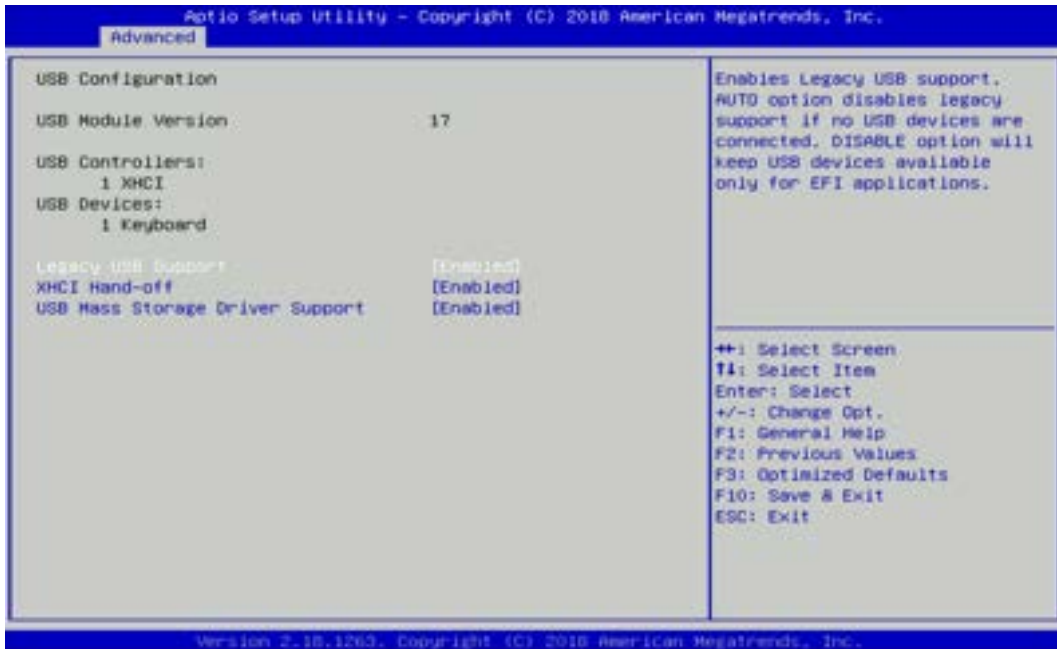 Aptio Setup Utility – Copyright (C) 2018 American Megatrends, Inc.
Advanced
USB Configuration
USB Module Version 17
USB Controllers:
1 XHCI
USB Devices:
1 Keyboard
Legacy USB Support [Enabled]
XHCI Hand-off [Enabled]
USB Mass Storage Driver Support [Enabled]
Enables Legacy USB support.
AUTO option disables legacy
support if no USB devices are
connected. DISABLE option will
keep USB devices available
only for EFI applications.
↔: Select Screen
↑↓: Select Item
Enter: Select
+/-: Change Opt.
F1: General Help
F2: Previous Values
F3: Optimized Defaults
F10: Save & Exit
ESC: Exit
Version 2.18.1263. Copyright (C) 2018 American Megatrends, Inc.